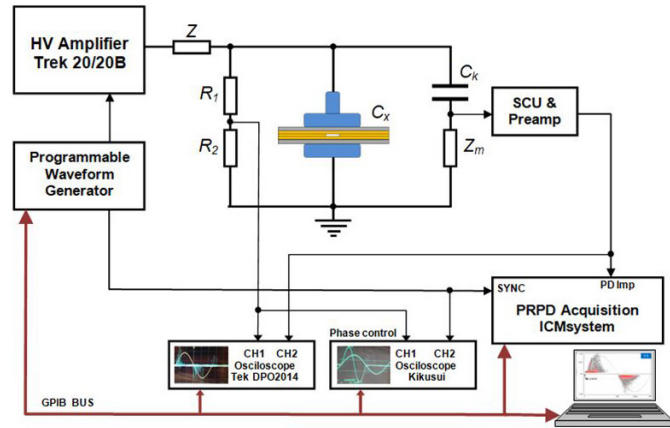 HV Amplifier
Trek 20/20B
Z
R1
R2
Cx
Ck
Zm
SCU &
Preamp
Programmable
Waveform
Generator
SYNC
PD Imp
PRPD Acquisition
ICMsystem
Phase control
CH1 CH2
Osciloscope
Tek DPO2014
CH1 CH2
Osciloscope
Kikusui
GPIB BUS